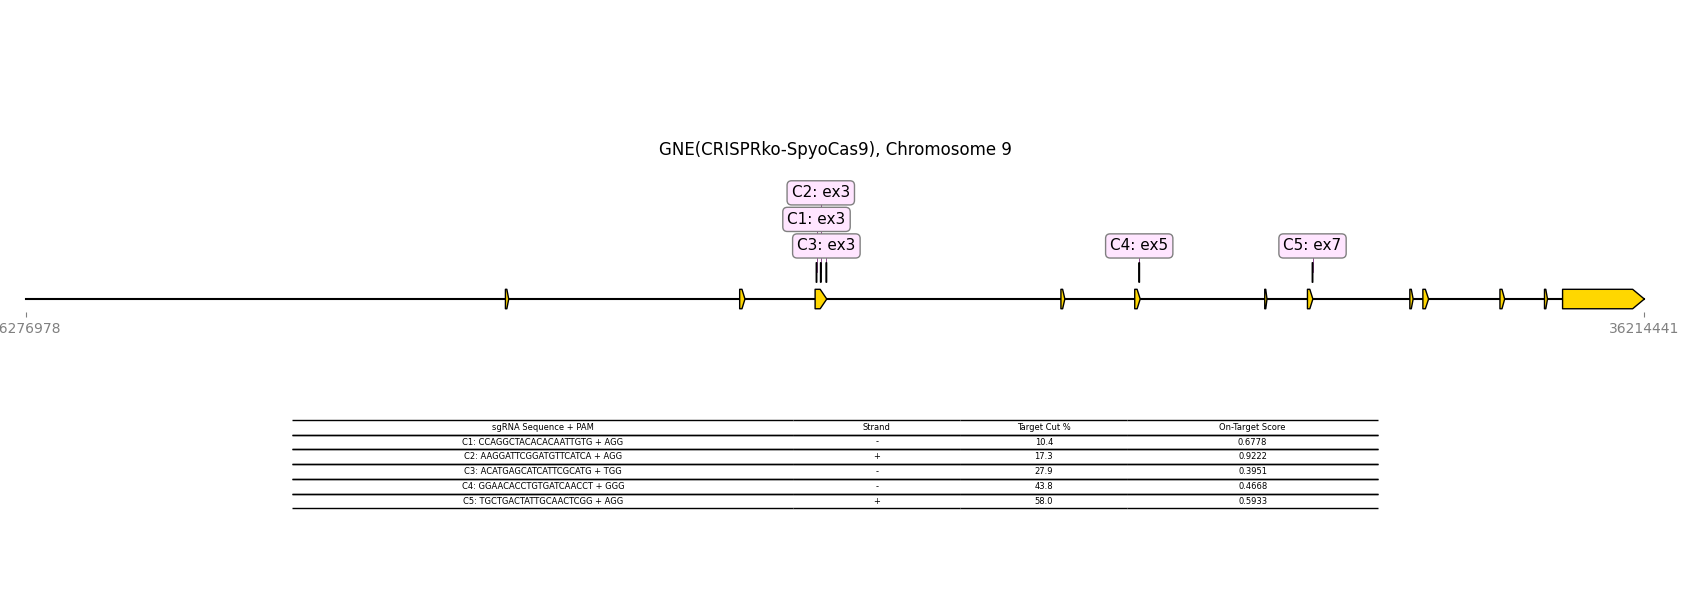 GNE(CRISPRko-SpyoCas9), Chromosome 9
C2: ex3
C1: ex3
C3: ex3
C4: ex5
C5: ex7
6276978
36214441
sgRNA Sequence + PAM Strand Target Cut % On-Target Score
C1: CCAGGCTACACACAATTGTG + AGG - 10.4 0.6778
C2: AAGGATTCGGATGTTCATCA + AGG + 17.3 0.9222
C3: ACATGAGCATCATTCGCATG + TGG - 27.9 0.3951
C4: GGAACACCTGTGATCAACCT + GGG - 43.8 0.4668
C5: TGCTGACTATTGCAACTCGG + AGG + 58.0 0.5933